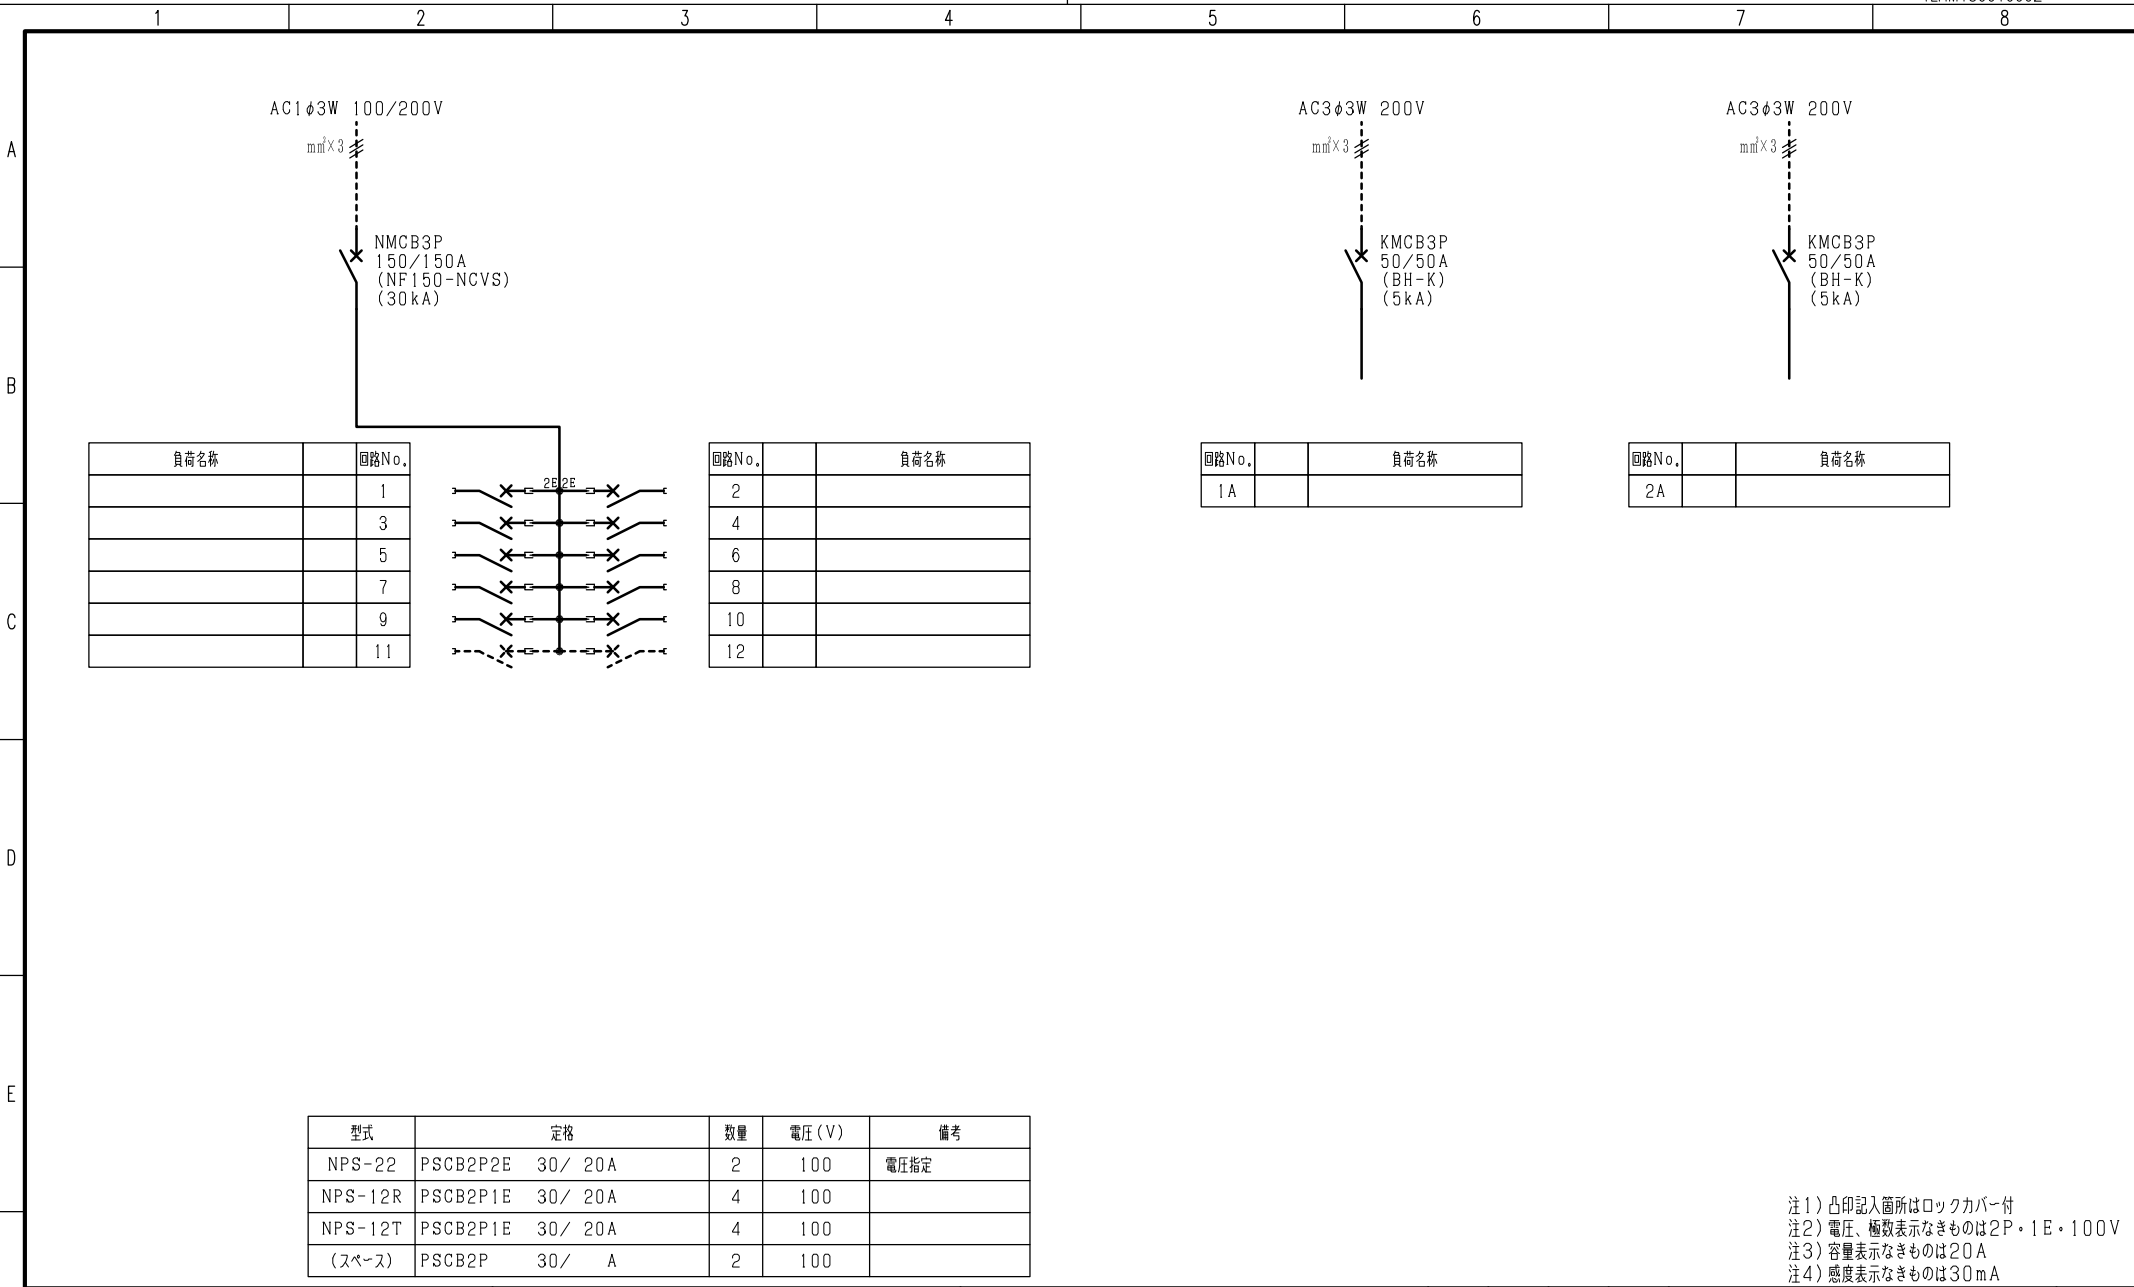 1 2 3 4 5 6 7 8
A
B
C
D
E
AC1φ3W 100/200V
mm²×3
NMCB3P
150/150A
(NF150-NCVS)
(30kA)
AC3φ3W 200V
mm²×3
KMCB3P
50/50A
(BH-K)
(5kA)
AC3φ3W 200V
mm²×3
KMCB3P
50/50A
(BH-K)
(5kA)
負荷名称 回路No.
1
3
5
7
9
11
2E 2E
回路No. 負荷名称
2
4
6
8
10
12
回路No. 負荷名称
1A
回路No. 負荷名称
2A
型式 定格 数量 電圧(V) 備考
NPS-22 PSCB2P2E 30/ 20A 2 100 電圧指定
NPS-12R PSCB2P1E 30/ 20A 4 100
NPS-12T PSCB2P1E 30/ 20A 4 100
(スペース) PSCB2P 30/ A 2 100
注1)凸印記入箇所はロックカバー付
注2)電圧、極数表示なきものは2P・1E・100V
注3)容量表示なきものは20A
注4)感度表示なきものは30mA